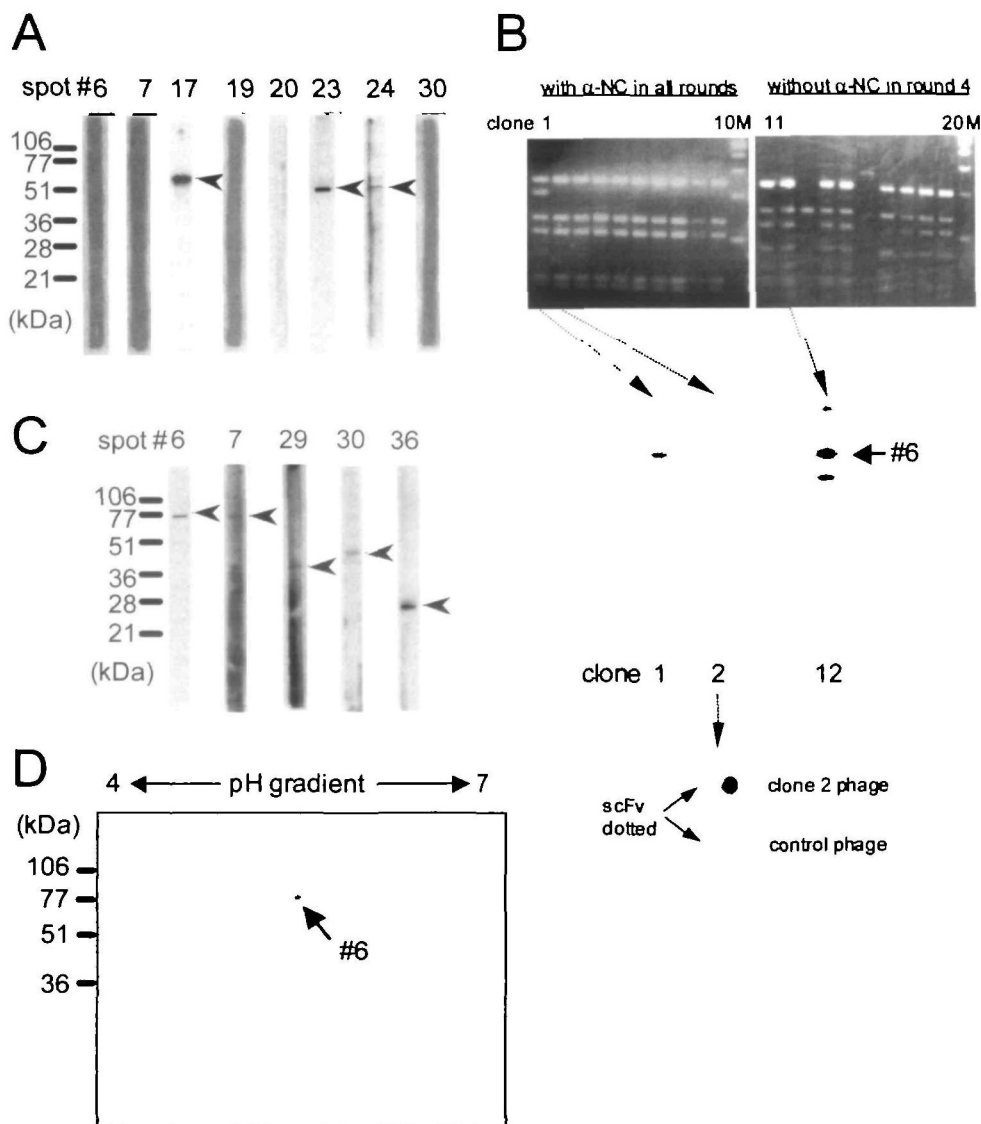 A
spot #6 7 17 19 20 23 24 30
106
77
51
36
28
21
(kDa)
B
with α-NC in all rounds
without α-NC in round 4
clone 1 10M 11 20M
#6
clone 1 2 12
scFv
dotted
clone 2 phage
control phage
C
spot #6 7 29 30 36
106
77
51
36
28
21
(kDa)
D
4 pH gradient 7
(kDa)
106
77
51
36
#6